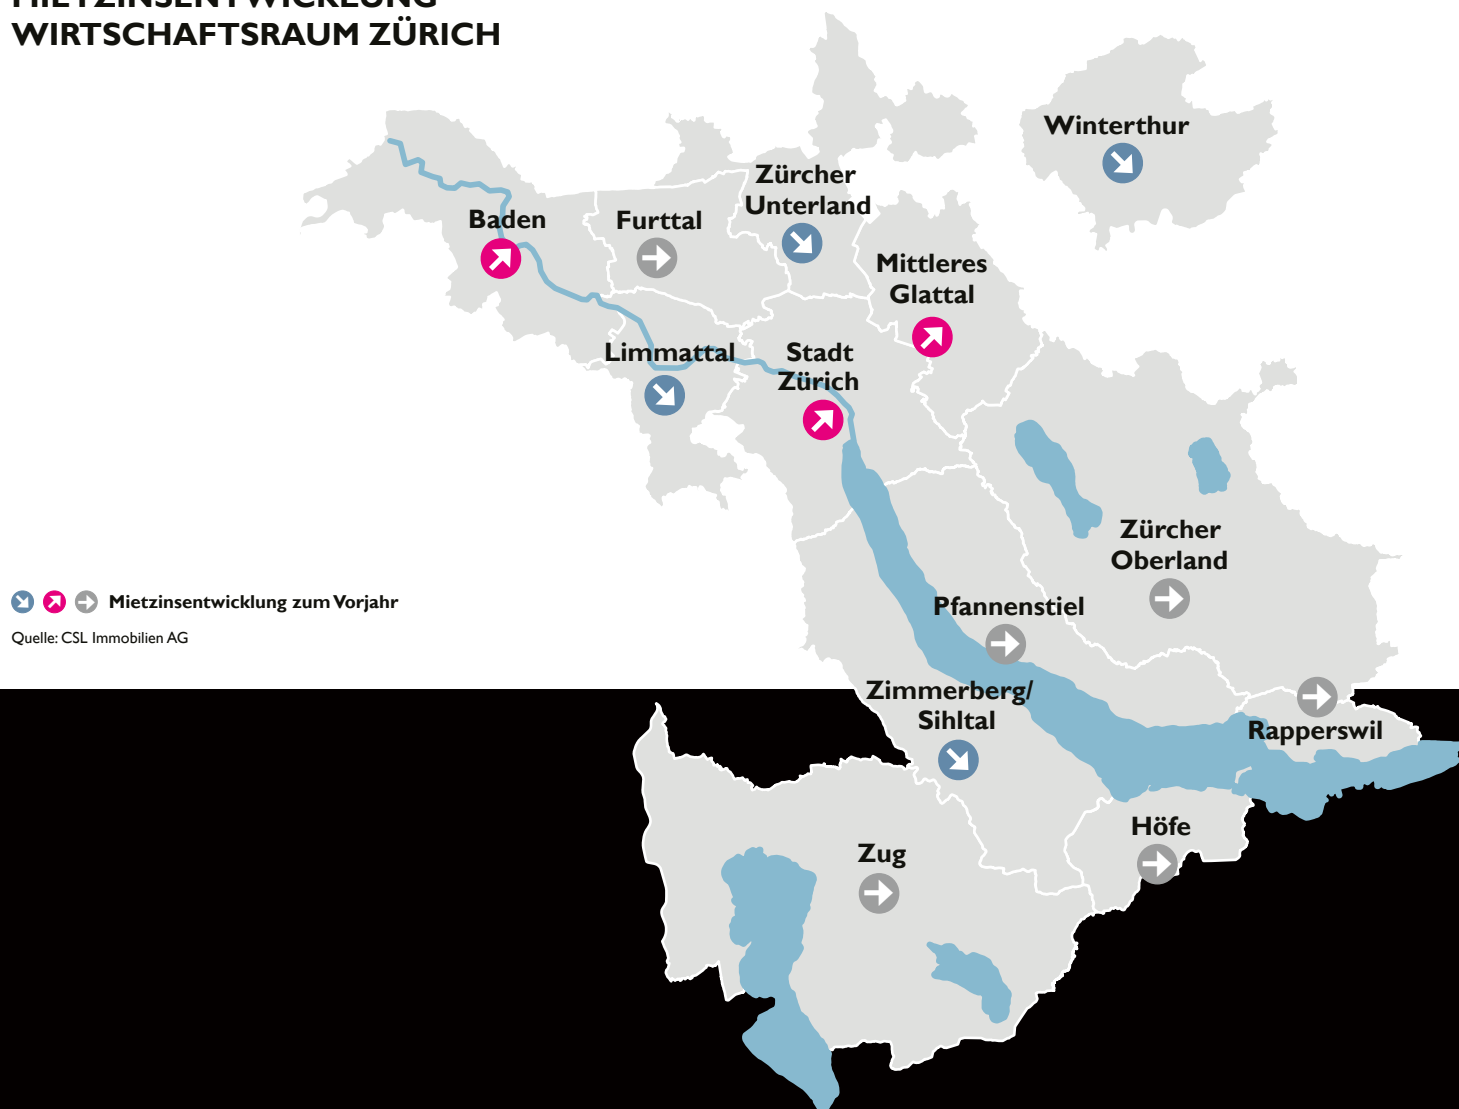 MIETZINSENTWICKLUNG
WIRTSCHAFTSRAUM ZÜRICH
Winterthur
Zürcher
Unterland
Baden
Furttal
Mittleres
Glattal
Limmattal
Stadt
Zürich
Zürcher
Oberland
Mietzinsentwicklung zum Vorjahr
Pfannenstiel
Quelle: CSL Immobilien AG
Zimmerberg/
Sihltal
Rapperswil
Höfe
Zug